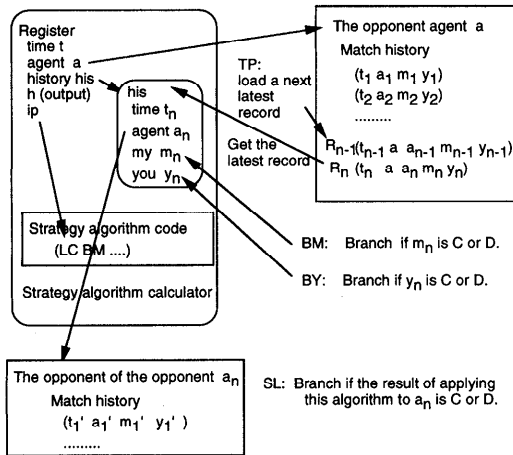 Register
time t
agent a
history his
h (output)
ip
his
time tn
agent an
my mn
you yn
Strategy algorithm code
(LC BM ....)
Strategy algorithm calculator
TP:
load a next
latest
record
Get the
latest record
The opponent agent a
Match history
(t1 a1 m1 y1)
(t2 a2 m2 y2)
.........
Rn-1(tn-1 a an-1 mn-1 yn-1)
Rn (tn a an mn yn)
BM: Branch if mn is C or D.
BY: Branch if yn is C or D.
The opponent of the opponent an
Match history
(t1' a1' m1' y1' )
.........
SL: Branch if the result of applying
this algorithm to an is C or D.